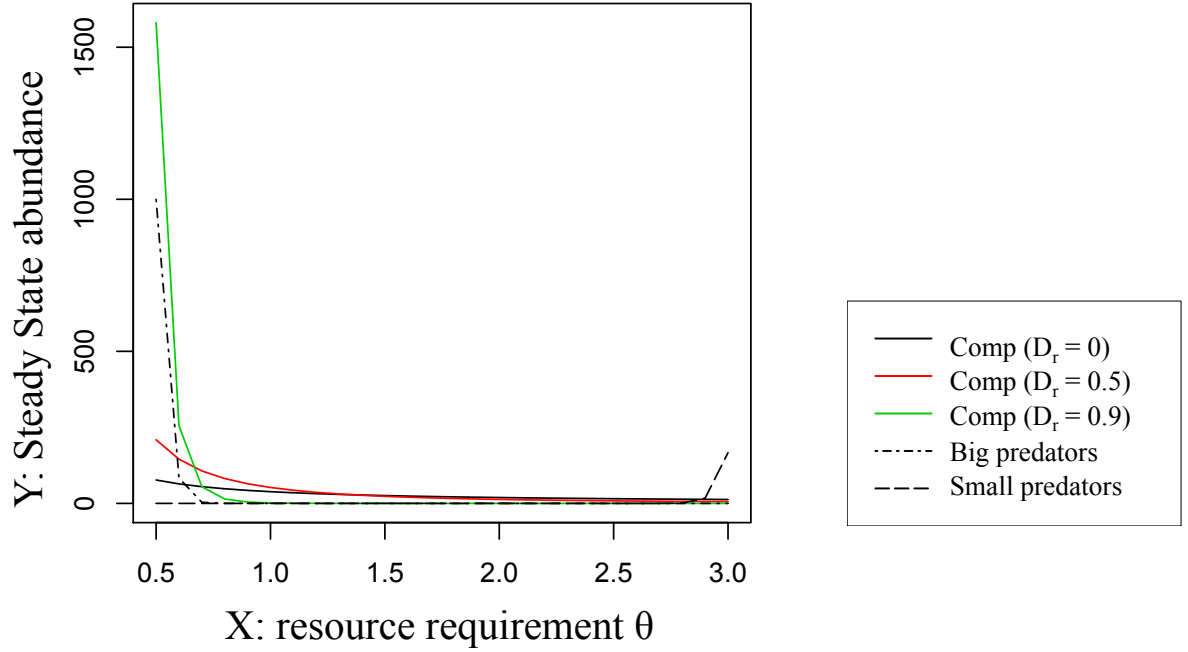 Y: Steady State abundance
1500
1000
500
0
0.5 1.0 1.5 2.0 2.5 3.0
X: resource requirement θ
Comp (Dr = 0)
Comp (Dr = 0.5)
Comp (Dr = 0.9)
Big predators
Small predators